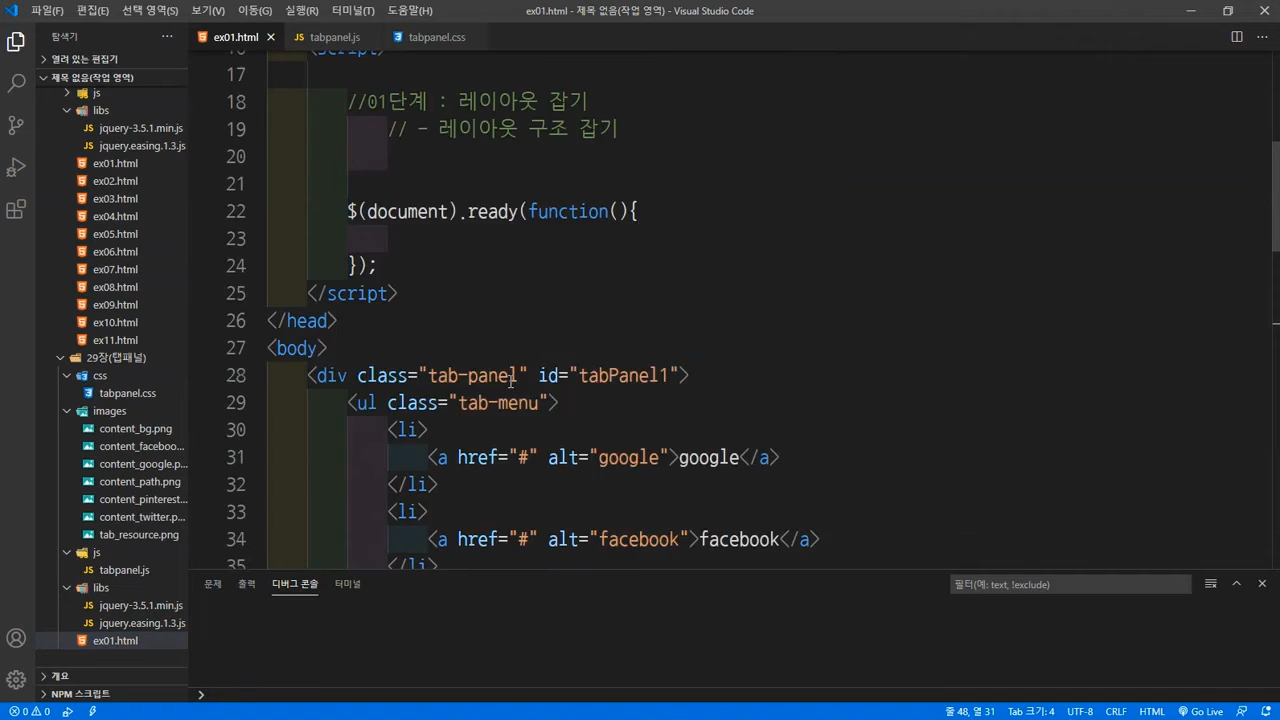 파일(F) 편집(E) 선택 영역(S) 보기(V) 이동(G) 실행(R) 터미널(T) 도움말(H) ex01.html - 제목 없음(작업 영역) - Visual Studio Code
탐색기
열려 있는 편집기
제목 없음(작업 영역)
js
libs
jquery-3.5.1.min.js
jquery.easing.1.3.js
ex01.html
ex02.html
ex03.html
ex04.html
ex05.html
ex06.html
ex07.html
ex08.html
ex09.html
ex10.html
ex11.html
29장(탭패널)
css
tabpanel.css
images
content_bg.png
content_faceboo...
content_google.p...
content_path.png
content_pinterest...
content_twitter.p...
tab_resource.png
js
tabpanel.js
libs
jquery-3.5.1.min.js
jquery.easing.1.3.js
ex01.html
개요
NPM 스크립트
ex01.html tabpanel.js tabpanel.css
16 <script>
17
18 //01단계 : 레이아웃 잡기
19 // - 레이아웃 구조 잡기
20
21
22 $(document).ready(function(){
23
24 });
25 </script>
26 </head>
27 <body>
28 <div class="tab-panel" id="tabPanel1">
29 <ul class="tab-menu">
30 <li>
31 <a href="#" alt="google">google</a>
32 </li>
33 <li>
34 <a href="#" alt="facebook">facebook</a>
35 </li>
문제 출력 디버그 콘솔 터미널 필터(예: text, !exclude)
0 0 줄 48, 열 31 Tab 크기: 4 UTF-8 CRLF HTML Go Live